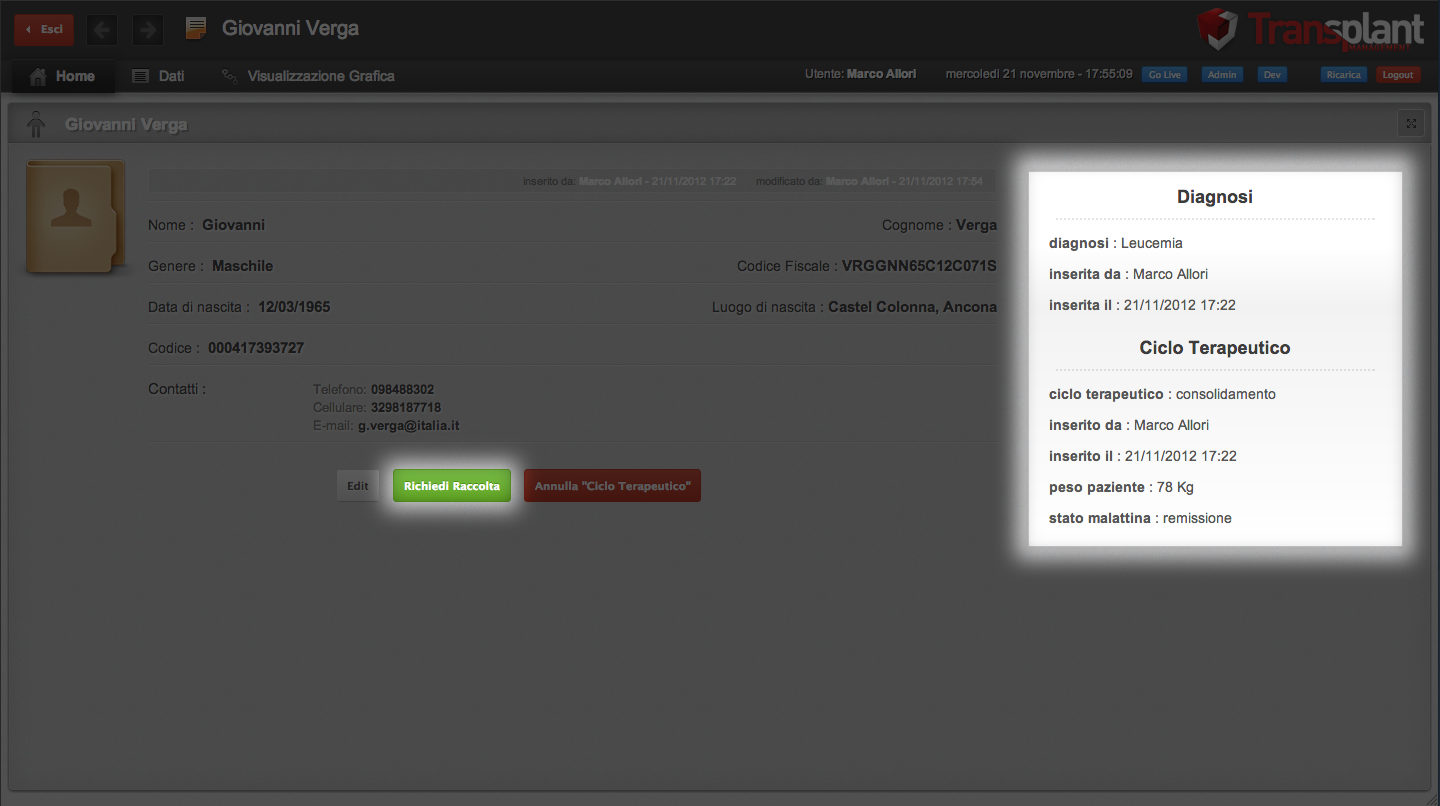 Esci
Giovanni Verga
Transplant
MANAGEMENT
Home Dati Visualizzazione Grafica
Utente: Marco Allori mercoledì 21 novembre - 17:55:09 Go Live Admin Dev Ricarica Logout
Giovanni Verga
inserito da: Marco Allori - 21/11/2012 17:22 modificato da: Marco Allori - 21/11/2012 17:54
Nome : Giovanni Cognome : Verga
Genere : Maschile Codice Fiscale : VRGGNN65C12C071S
Data di nascita : 12/03/1965 Luogo di nascita : Castel Colonna, Ancona
Codice : 000417393727
Contatti : Telefono: 098488302
Cellulare: 3298187718
E-mail: g.verga@italia.it
Edit Richiedi Raccolta Annulla "Ciclo Terapeutico"
Diagnosi
diagnosi : Leucemia
inserita da : Marco Allori
inserita il : 21/11/2012 17:22
Ciclo Terapeutico
ciclo terapeutico : consolidamento
inserito da : Marco Allori
inserito il : 21/11/2012 17:22
peso paziente : 78 Kg
stato malattina : remissione